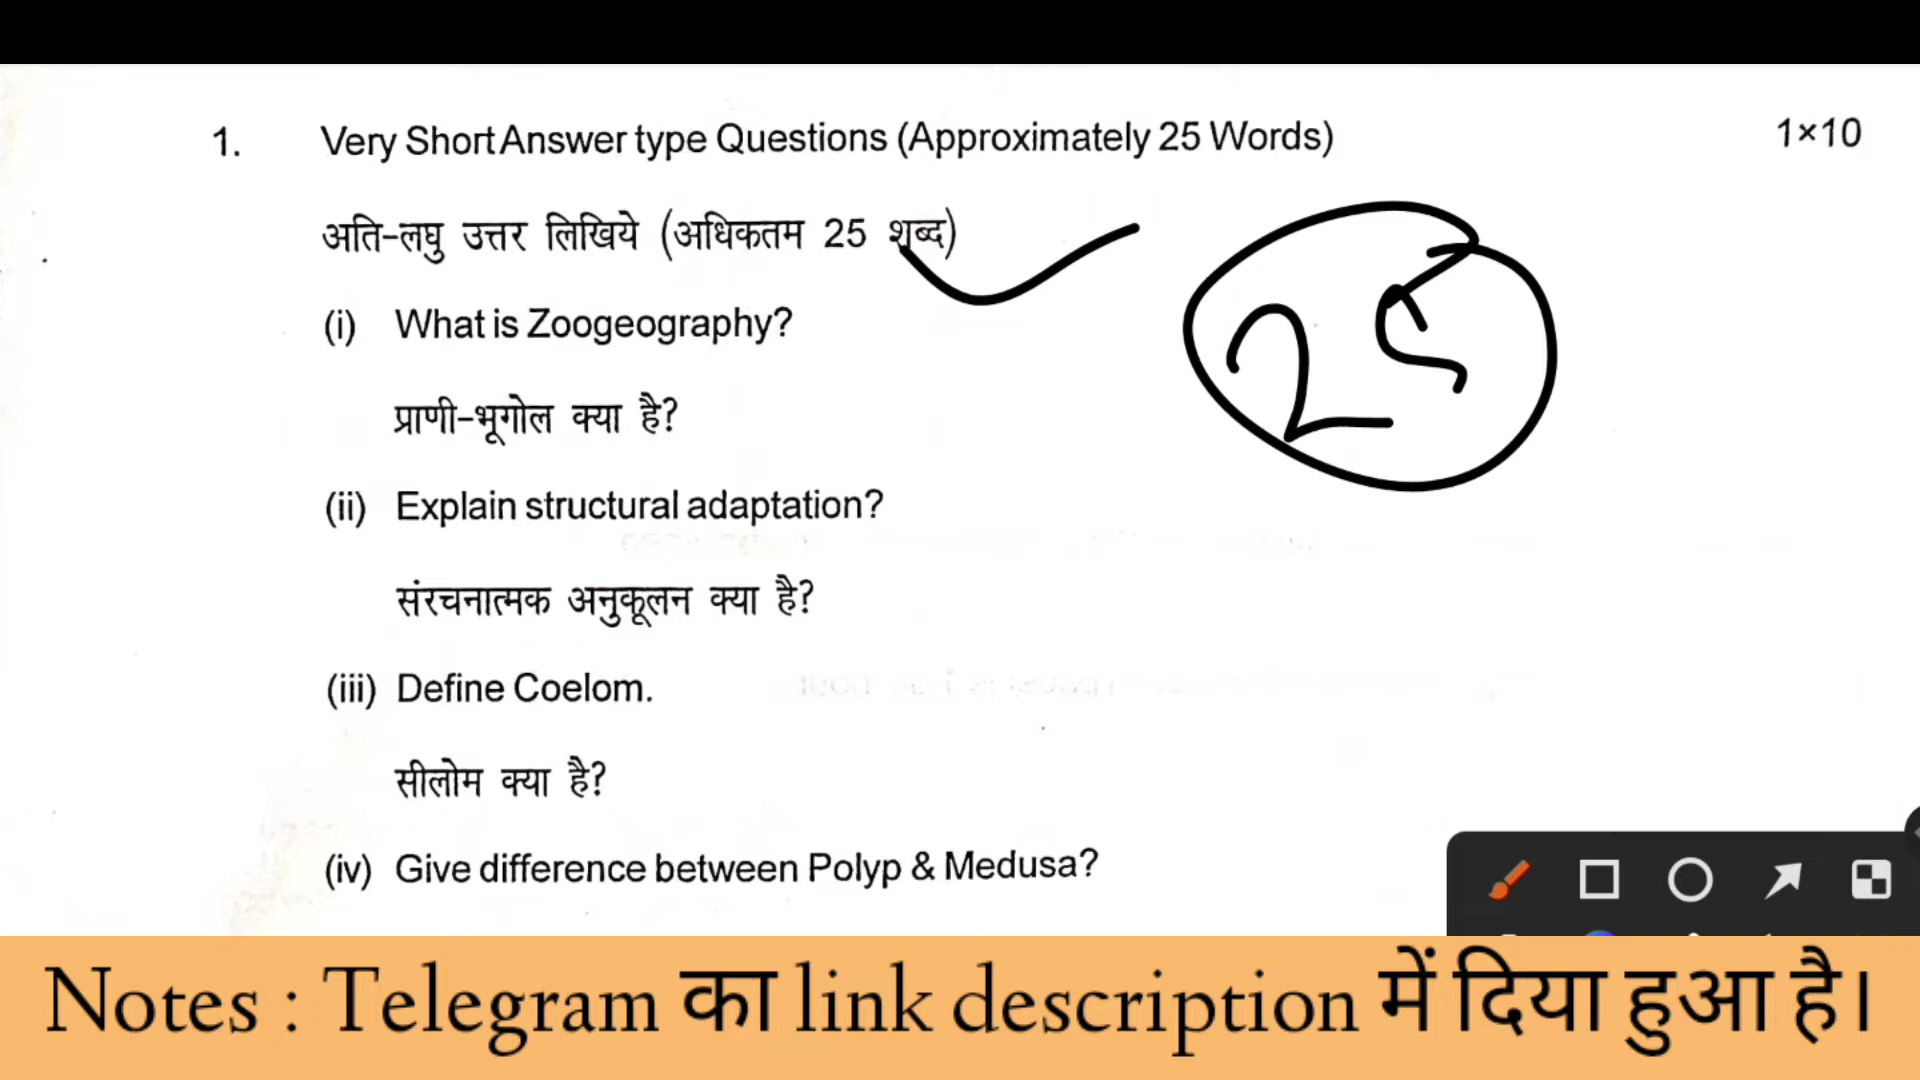 1. Very Short Answer type Questions (Approximately 25 Words) 1×10
अति-लघु उत्तर लिखिये (अधिकतम 25 शब्द)
25
(i) What is Zoogeography?
प्राणी-भूगोल क्या है?
(ii) Explain structural adaptation?
संरचनात्मक अनुकूलन क्या है?
(iii) Define Coelom.
सीलोम क्या है?
(iv) Give difference between Polyp & Medusa?
Notes : Telegram का link description में दिया हुआ है।